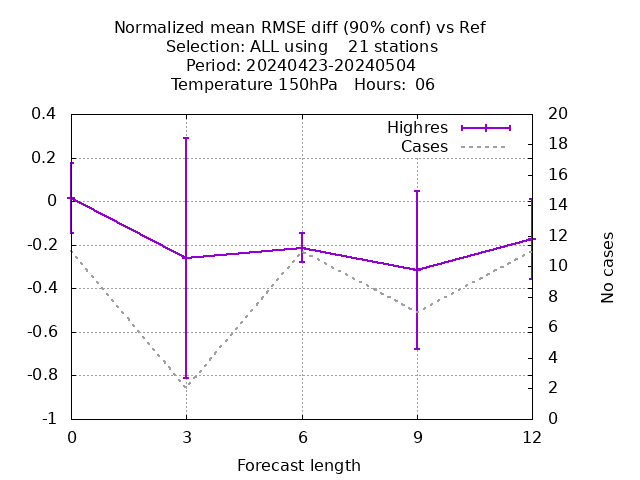 Normalized mean RMSE diff (90% conf) vs Ref
Selection: ALL using    21 stations
Period: 20240423-20240504
Temperature 150hPa   Hours:  06
0.4
0.2
0
-0.2
-0.4
-0.6
-0.8
-1
Highres
Cases
20
18
16
14
12
10
8
6
4
2
0
No cases
0 3 6 9 12
Forecast length